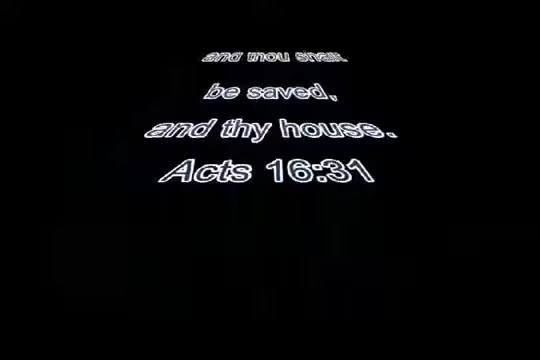 and thou shalt
be saved,
and thy house.
Acts 16:31